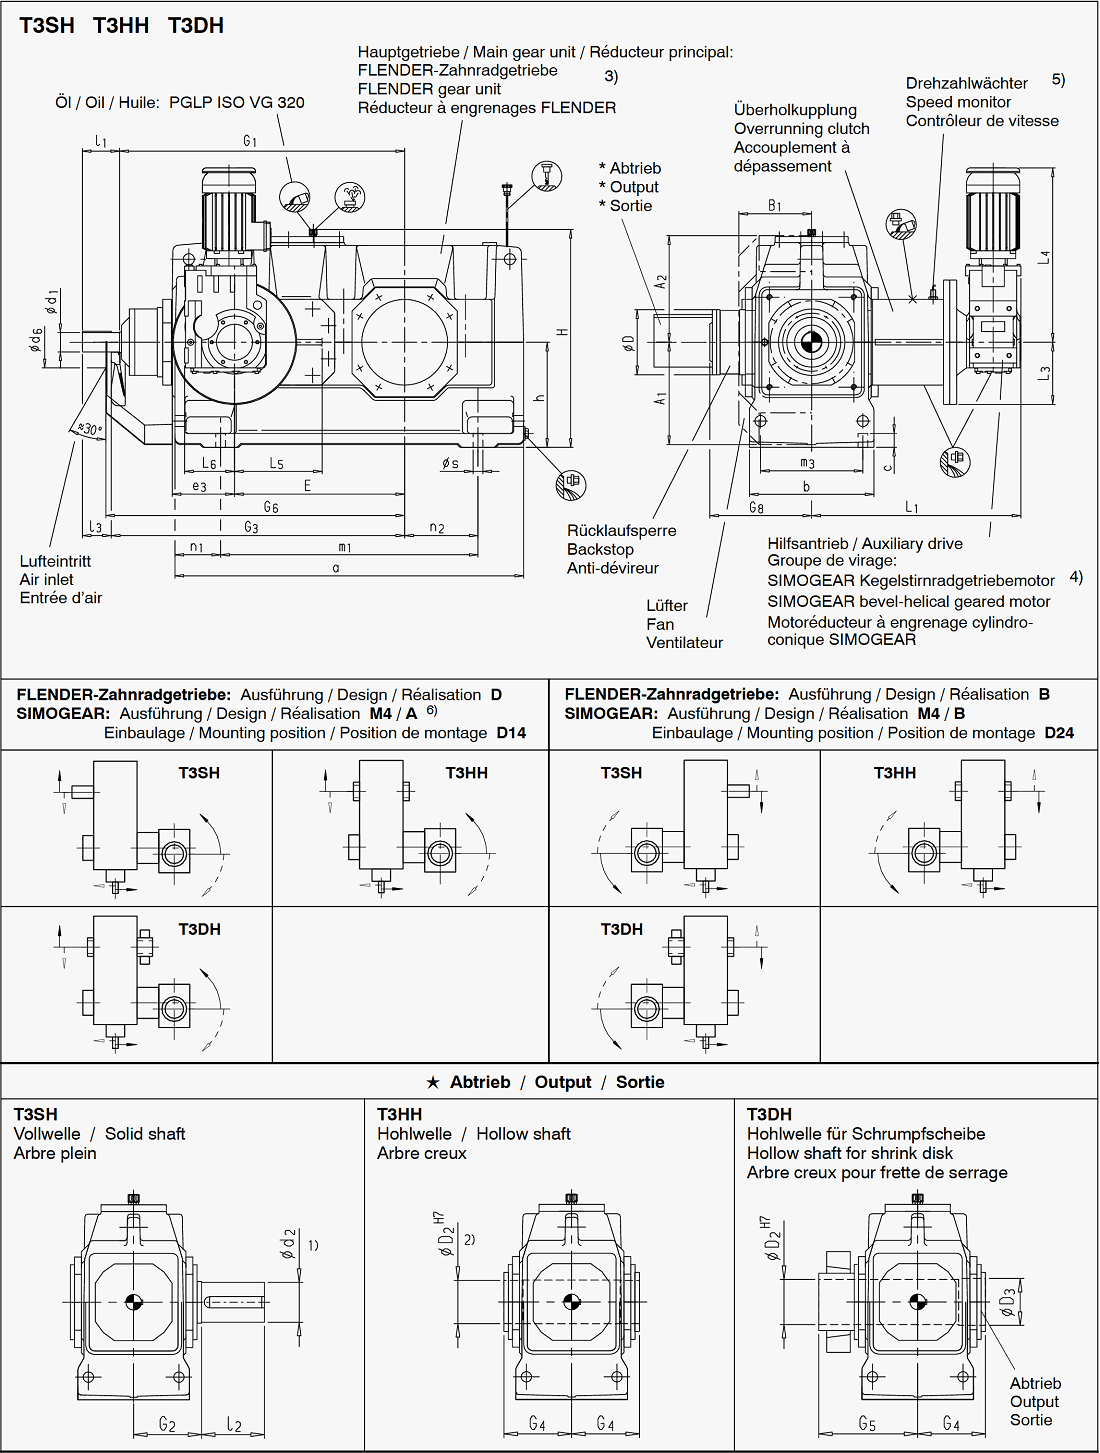 T3SH T3HH T3DH
Hauptgetriebe / Main gear unit / Réducteur principal:
FLENDER-Zahnradgetriebe
FLENDER gear unit
Réducteur à engrenages FLENDER
3)
Öl / Oil / Huile: PGLP ISO VG 320
Überholkupplung
Overrunning clutch
Accouplement à
dépassement
Drehzahlwächter
Speed monitor
Contrôleur de vitesse
5)
* Abtrieb
* Output
* Sortie
l1
G1
B1
A2
L4
Ød1
Ød6
H
h
ØD
A1
L3
≈30°
L6
L5
Øs
m3
c
e3
E
b
G6
G8
L1
l3
G3
n2
n1
m1
a
Lufteintritt
Air inlet
Entrée d'air
Rücklaufsperre
Backstop
Anti-dévireur
Lüfter
Fan
Ventilateur
Hilfsantrieb / Auxiliary drive
Groupe de virage:
SIMOGEAR Kegelstirnradgetriebemotor
4)
SIMOGEAR bevel-helical geared motor
Motoréducteur à engrenage cylindro-
conique SIMOGEAR
FLENDER-Zahnradgetriebe: Ausführung / Design / Réalisation D
SIMOGEAR: Ausführung / Design / Réalisation M4 / A 6)
Einbaulage / Mounting position / Position de montage D14
FLENDER-Zahnradgetriebe: Ausführung / Design / Réalisation B
SIMOGEAR: Ausführung / Design / Réalisation M4 / B
Einbaulage / Mounting position / Position de montage D24
T3SH
T3HH
T3SH
T3HH
T3DH
T3DH
★ Abtrieb / Output / Sortie
T3SH
Vollwelle / Solid shaft
Arbre plein
T3HH
Hohlwelle / Hollow shaft
Arbre creux
T3DH
Hohlwelle für Schrumpfscheibe
Hollow shaft for shrink disk
Arbre creux pour frette de serrage
Ød2
1)
ØD2 H7
2)
ØD2 H7
ØD3
Abtrieb
Output
Sortie
G2
l2
G4
G4
G5
G4